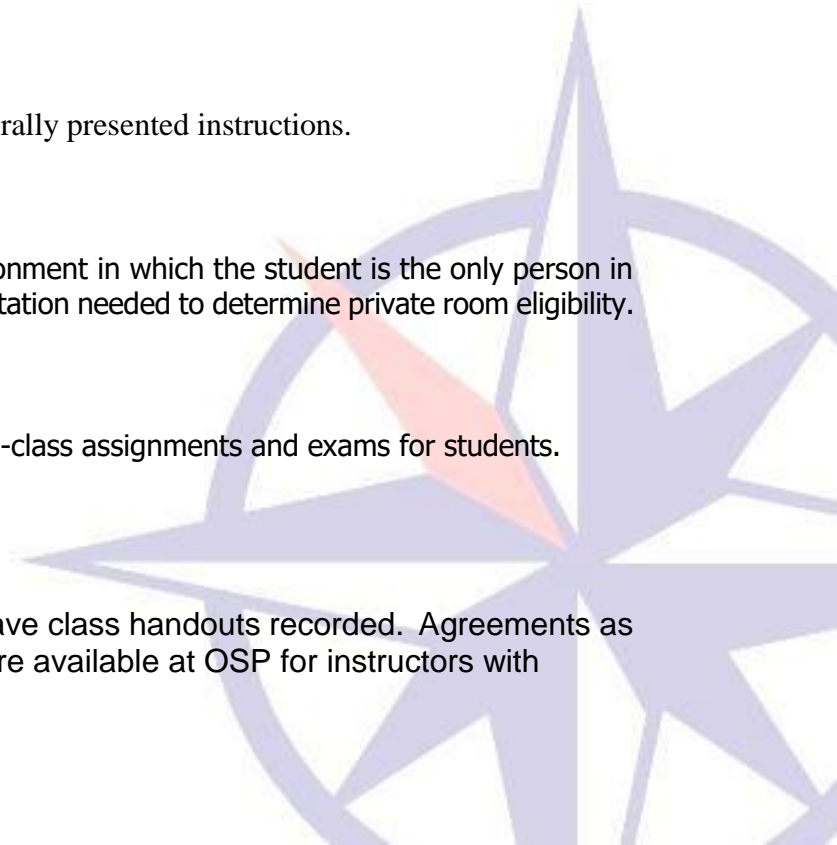 rally presented instructions.
onment in which the student is the only person in
tation needed to determine private room eligibility.
-class assignments and exams for students.
ave class handouts recorded. Agreements as
re available at OSP for instructors with